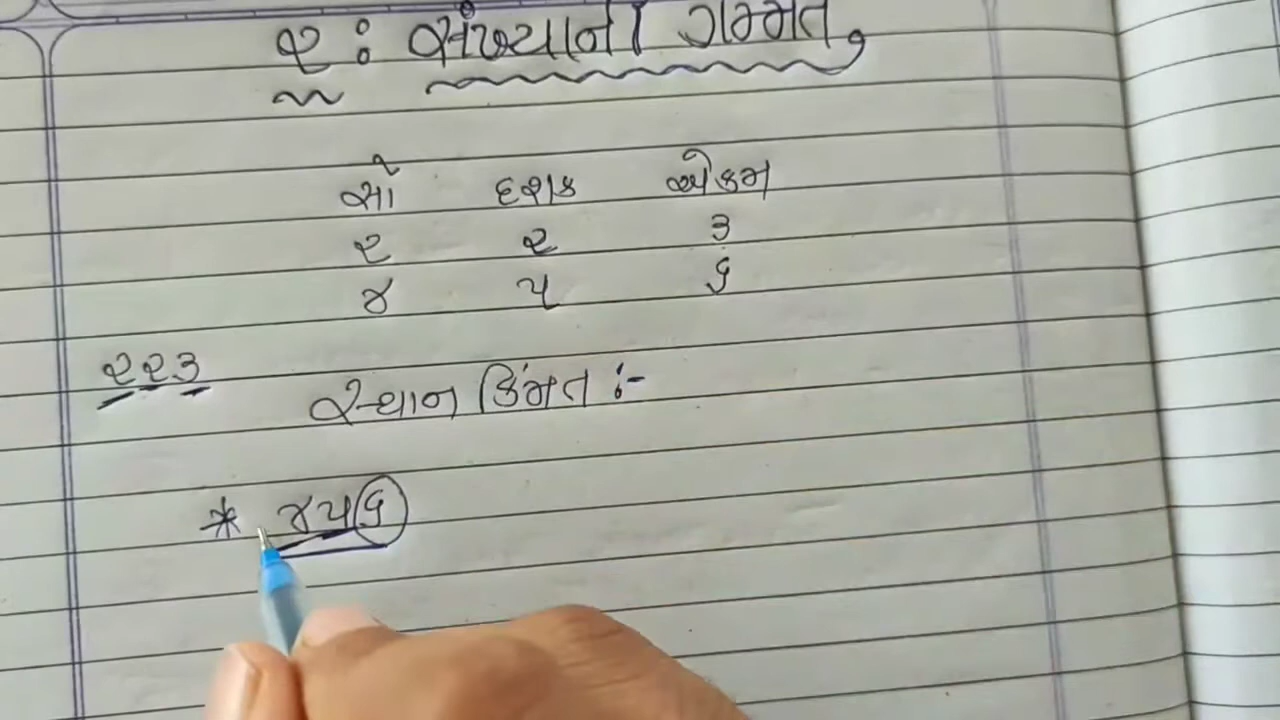 ૨ : સંખ્યાની ગમ્મત,
સો દશક એકમ
૨ ૨ ૩
૪ ૫ ૬
૨૨૩
સ્થાન કિંમત :-
* ૪૫૬